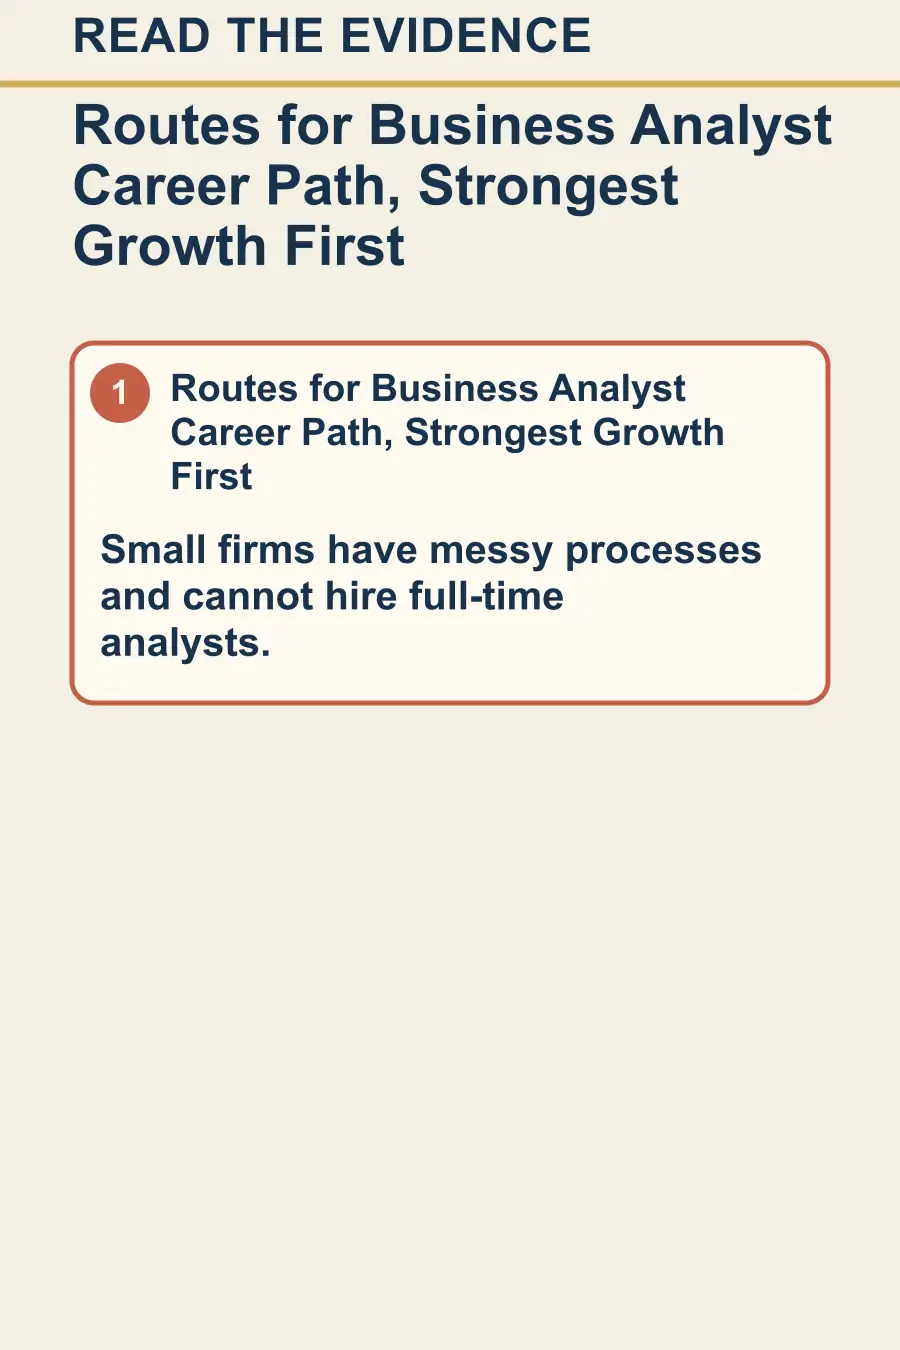 READ THE EVIDENCE
Routes for Business Analyst
Career Path, Strongest
Growth First
1
Routes for Business Analyst
Career Path, Strongest Growth
First
Small firms have messy processes
and cannot hire full-time
analysts.